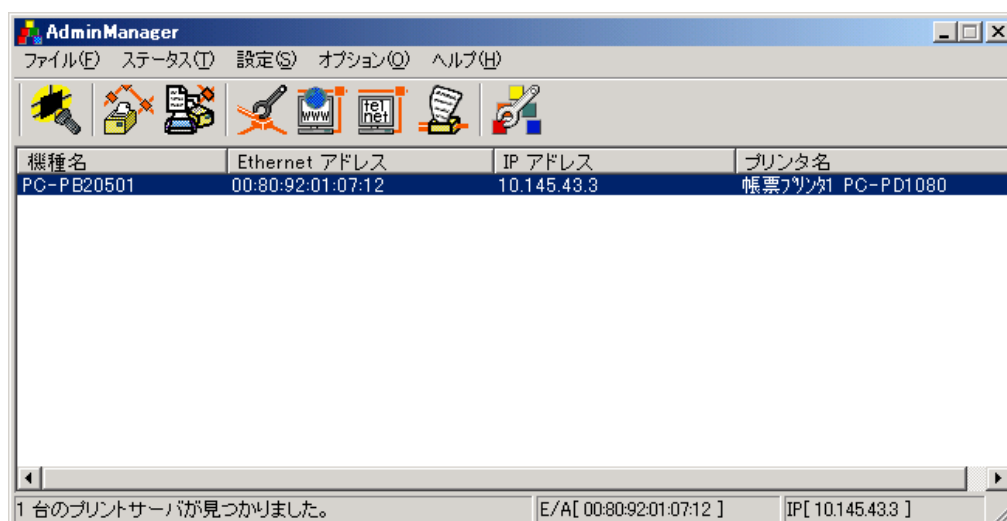 AdminManager
ファイル(F) ステータス(T) 設定(S) オプション(O) ヘルプ(H)
www tel net
機種名 Ethernet アドレス IP アドレス プリンタ名
PC-PB20501 00:80:92:01:07:12 10.145.43.3 帳票ﾌﾟﾘﾝﾀ1 PC-PD1080
1 台のプリントサーバが見つかりました。 E/A[ 00:80:92:01:07:12 ] IP[ 10.145.43.3 ]